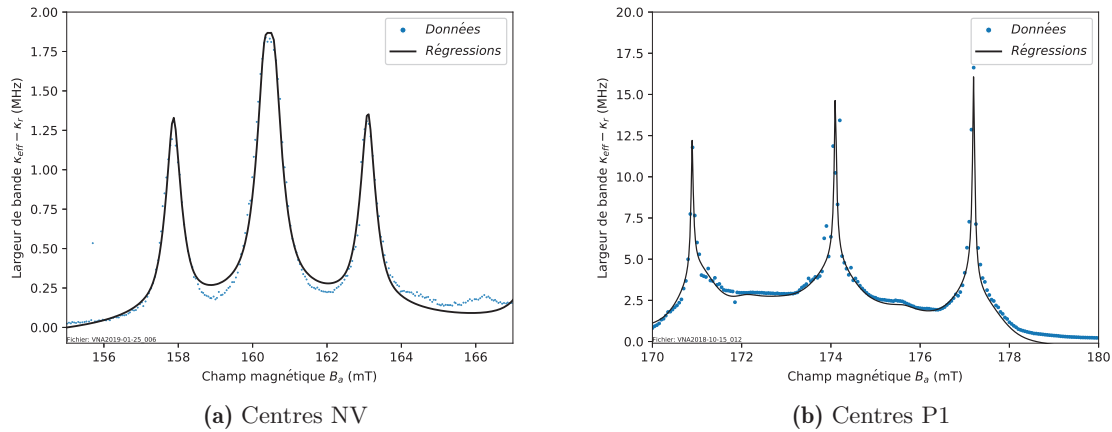 2.00
1.75
1.50
1.25
1.00
0.75
0.50
0.25
0.00
Largeur de bande κeff − κr (MHz)
Données
Régressions
Fichier: VNA2019-01-25_006
156 158 160 162 164 166
Champ magnétique Ba (mT)
(a) Centres NV
20.0
17.5
15.0
12.5
10.0
7.5
5.0
2.5
0.0
Largeur de bande κeff − κr (MHz)
Données
Régressions
Fichier: VNA2018-10-15_012
170 172 174 176 178 180
Champ magnétique Ba (mT)
(b) Centres P1